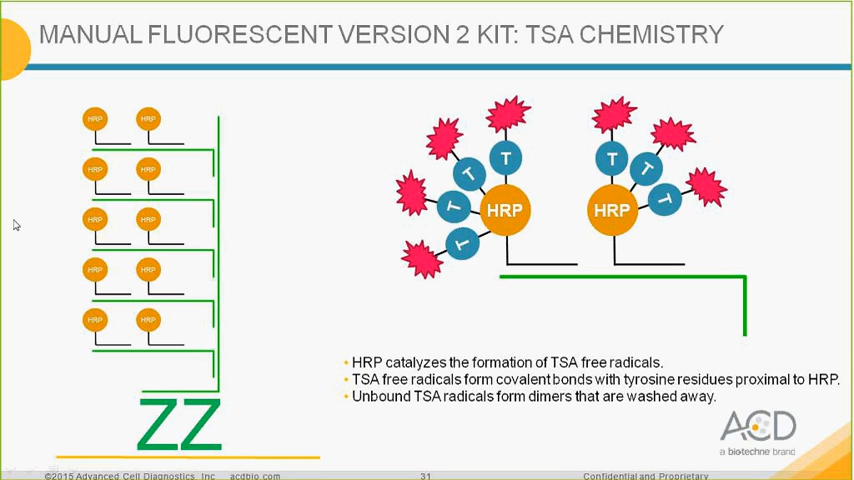 MANUAL FLUORESCENT VERSION 2 KIT: TSA CHEMISTRY
HRP HRP
HRP HRP
HRP HRP
HRP HRP
HRP HRP
ZZ
T T T T
HRP
T T T
HRP
• HRP catalyzes the formation of TSA free radicals.
• TSA free radicals form covalent bonds with tyrosine residues proximal to HRP.
• Unbound TSA radicals form dimers that are washed away.
ACD
a biotechne brand
©2015 Advanced Cell Diagnostics, Inc acdbio.com 31 Confidential and Proprietary